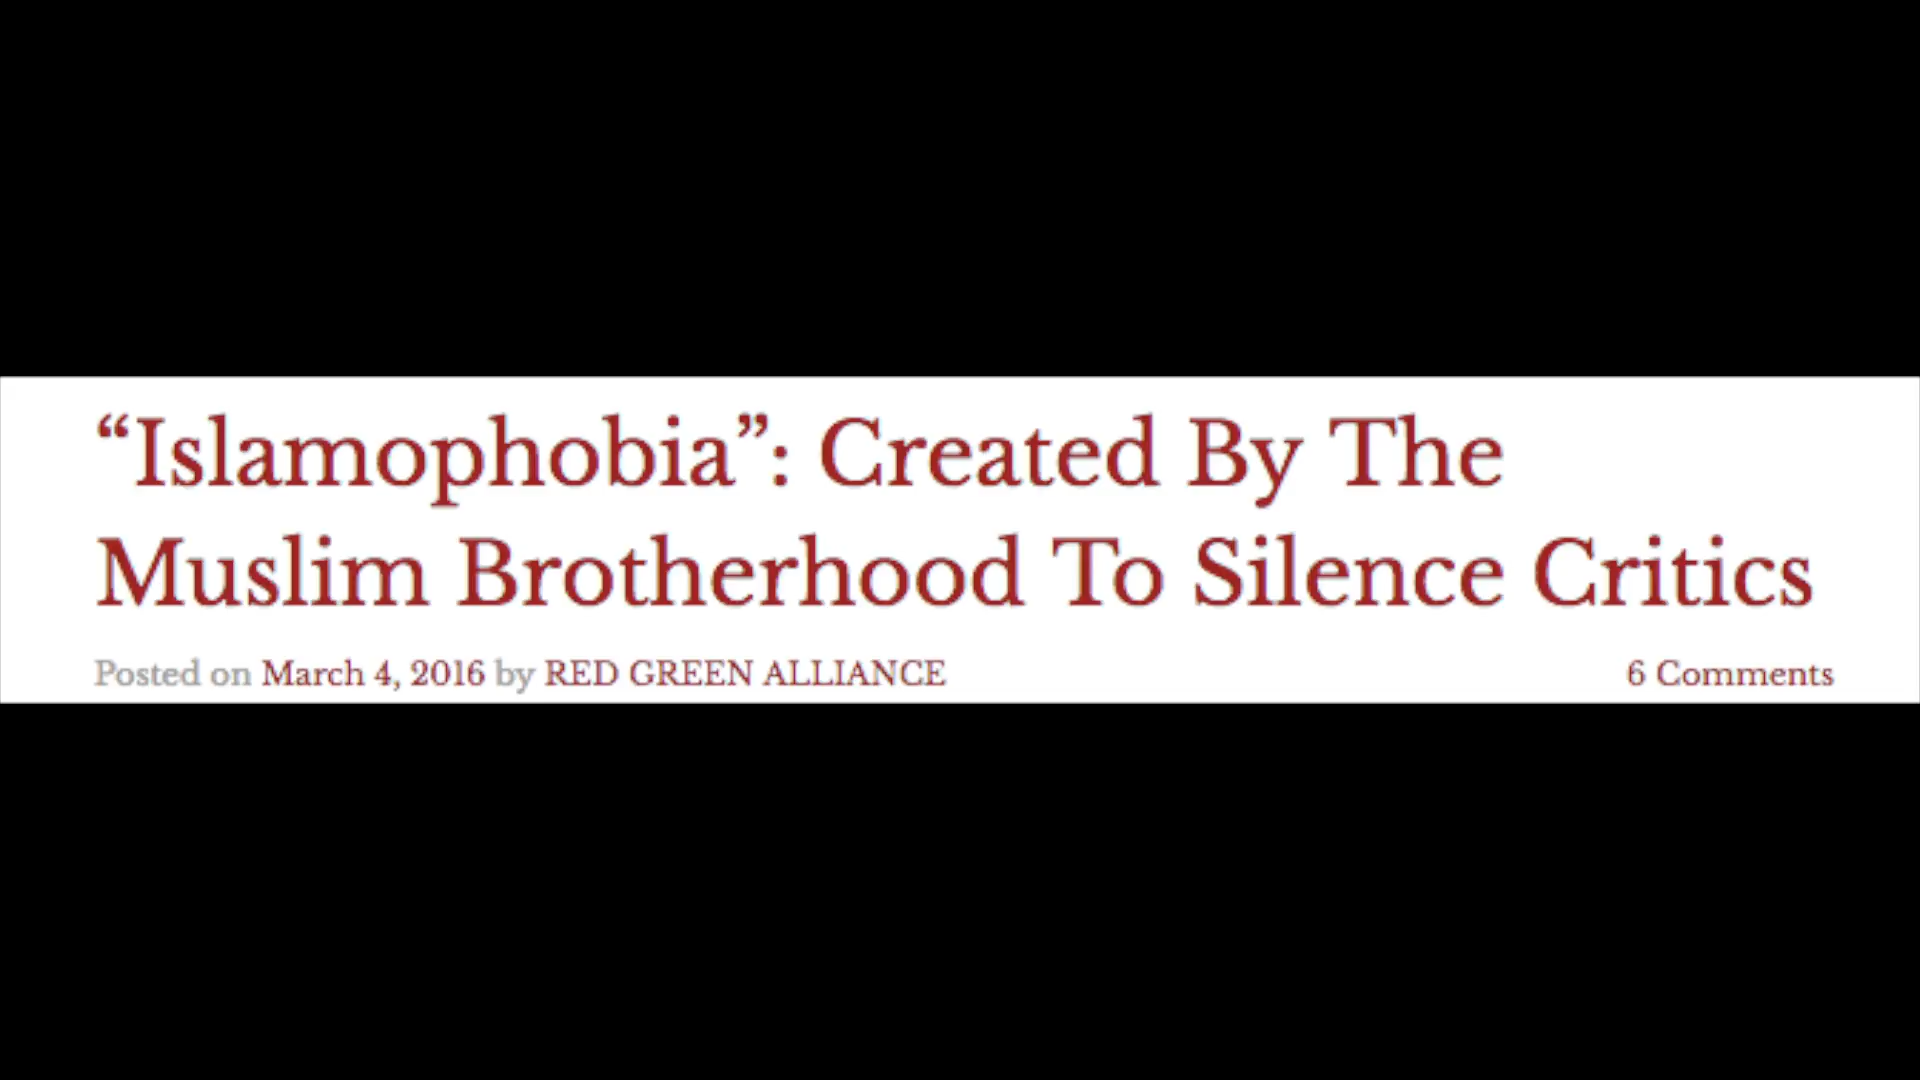 “Islamophobia”: Created By The
Muslim Brotherhood To Silence Critics
Posted on March 4, 2016 by RED GREEN ALLIANCE 6 Comments